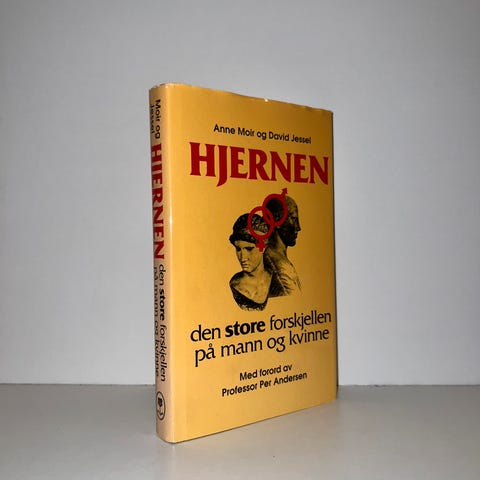 Moir og
Jessel
HJERNEN
den store forskjellen
på mann og kvinne
Anne Moir og David Jessel
HJERNEN
den store forskjellen
på mann og kvinne
Med forord av
Professor Per Andersen